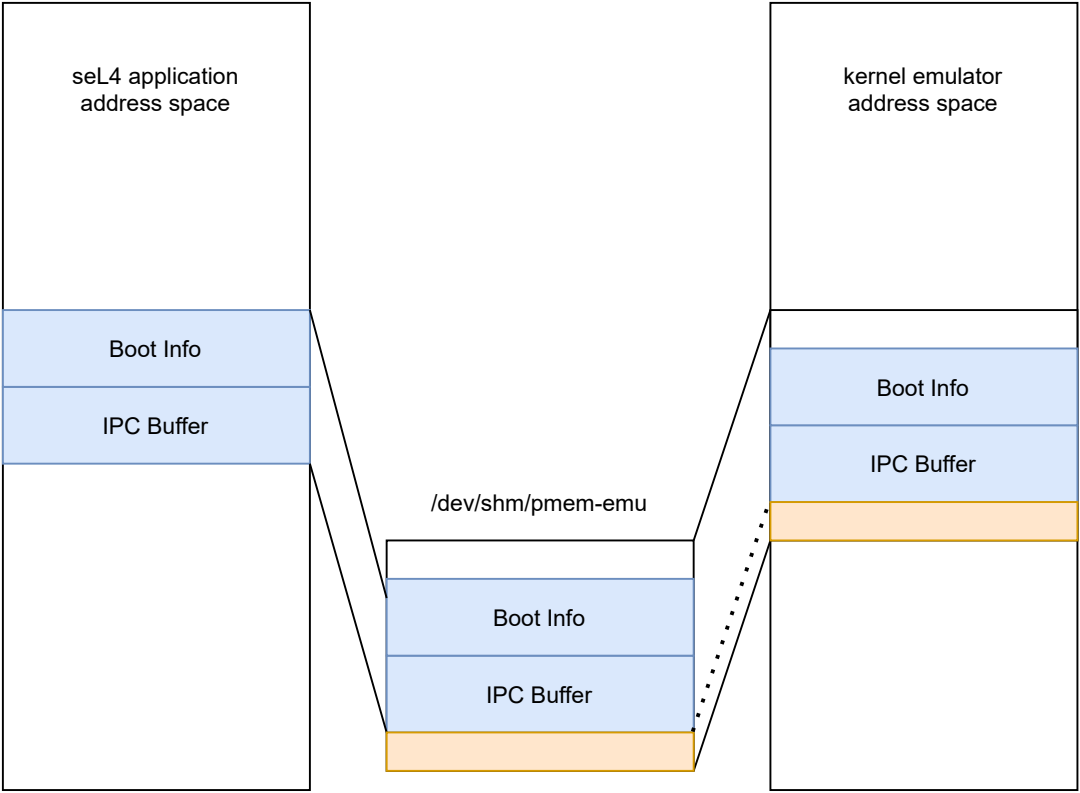 seL4 application
address space
kernel emulator
address space
Boot Info
IPC Buffer
Boot Info
IPC Buffer
/dev/shm/pmem-emu
Boot Info
IPC Buffer